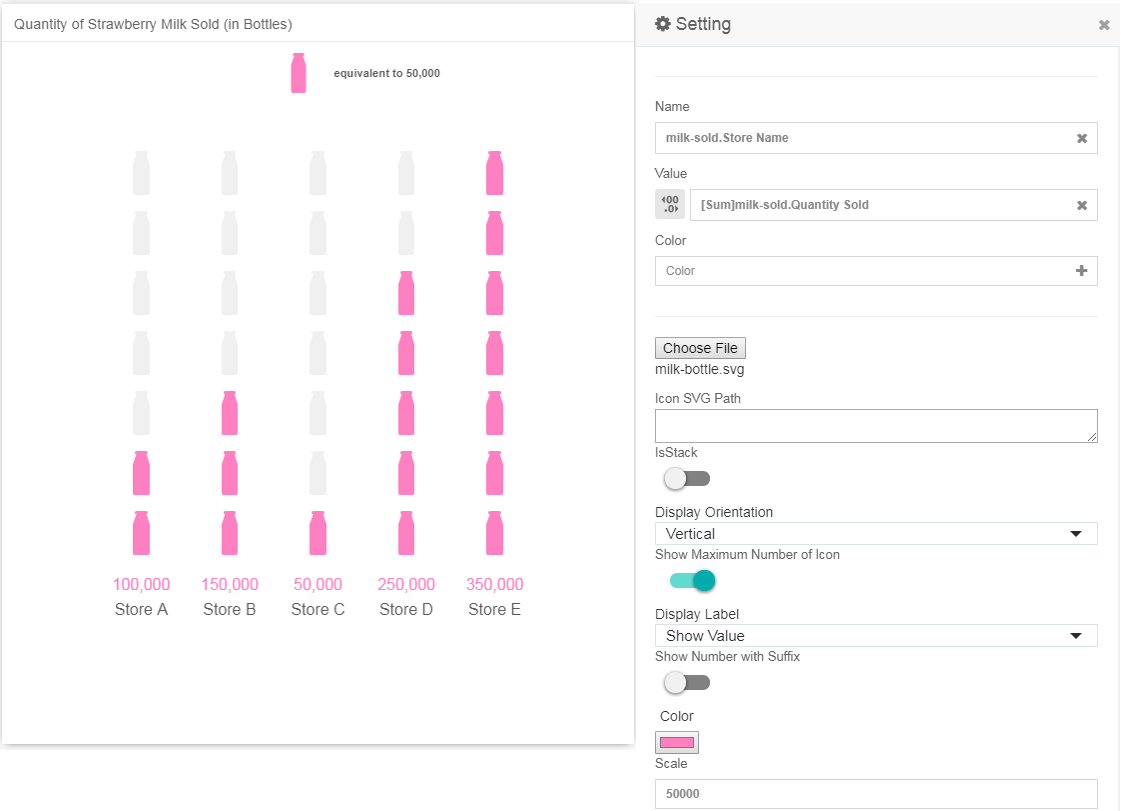 Quantity of Strawberry Milk Sold (in Bottles)
equivalent to 50,000
100,000 150,000 50,000 250,000 350,000
Store A Store B Store C Store D Store E
Setting
Name
milk-sold.Store Name
Value
00
.0
[Sum]milk-sold.Quantity Sold
Color
Color
Choose File
milk-bottle.svg
Icon SVG Path
IsStack
Display Orientation
Vertical
Show Maximum Number of Icon
Display Label
Show Value
Show Number with Suffix
Color
Scale
50000